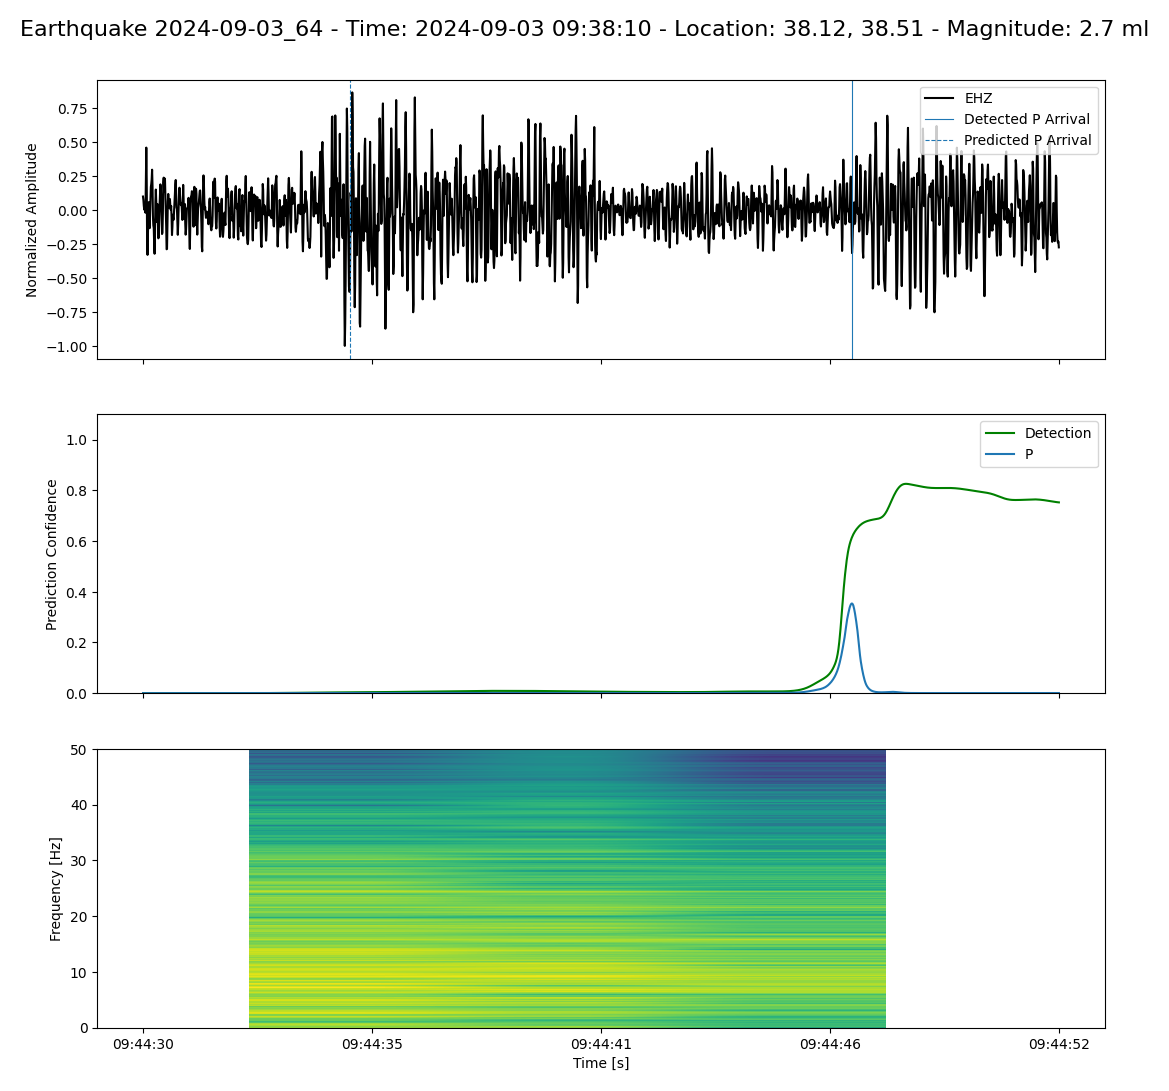 Earthquake 2024-09-03_64 - Time: 2024-09-03 09:38:10 - Location: 38.12, 38.51 - Magnitude: 2.7 ml
Normalized Amplitude
0.75
0.50
0.25
0.00
−0.25
−0.50
−0.75
−1.00
EHZ
Detected P Arrival
Predicted P Arrival
Prediction Confidence
1.0
0.8
0.6
0.4
0.2
0.0
Detection
P
Frequency [Hz]
50
40
30
20
10
0
09:44:30 09:44:35 09:44:41 09:44:46 09:44:52
Time [s]